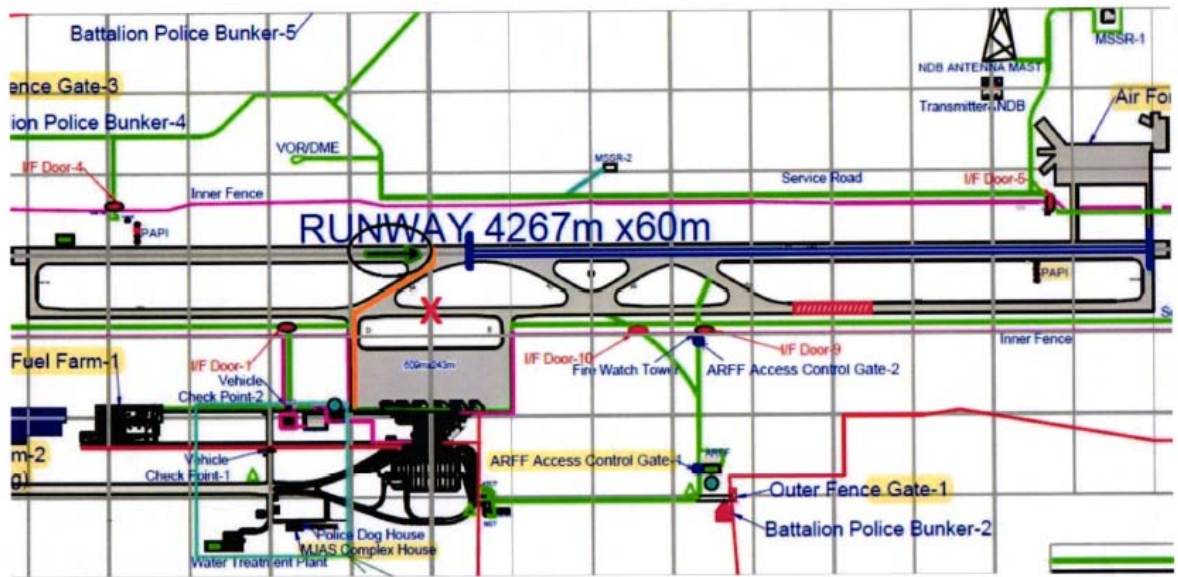 Battalion Police Bunker-5
MSSR-1
NDB ANTENNA MAST
ence Gate-3
Transmitter NDB
Air For
ion Police Bunker-4
VOR/DME
MSSR-2
I/F Door-4
Service Road
I/F Door-5
Inner Fence
RUNWAY 4267m x60m
PAPI
PAPI
X
D
E
Se
Inner Fence
Fuel Farm-1
I/F Door-1
609mx243m
I/F Door-10
Fire Watch Tower
I/F Door-9
ARFF Access Control Gate-2
Vehicle
Check Point-2
m-2
g)
Vehicle
Check Point-1
ARFF Access Control Gate-1
ARFF
Outer Fence Gate-1
Battalion Police Bunker-2
Police Dog House
MJAS Complex House
Water Treatment Plant